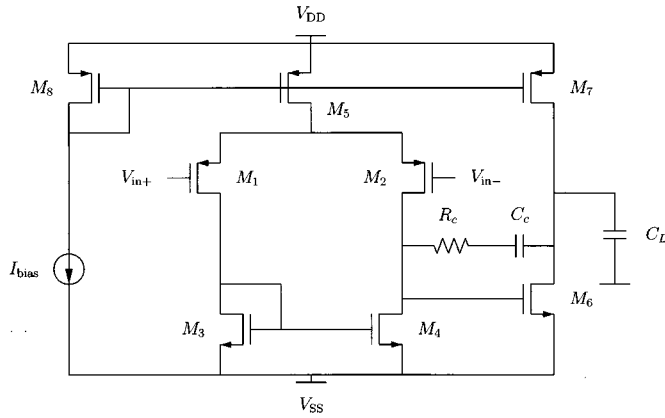 V_DD
M_8
M_5
M_7
V_in+
M_1
M_2
V_in−
R_c
C_c
C_L
I_bias
M_3
M_4
M_6
V_SS